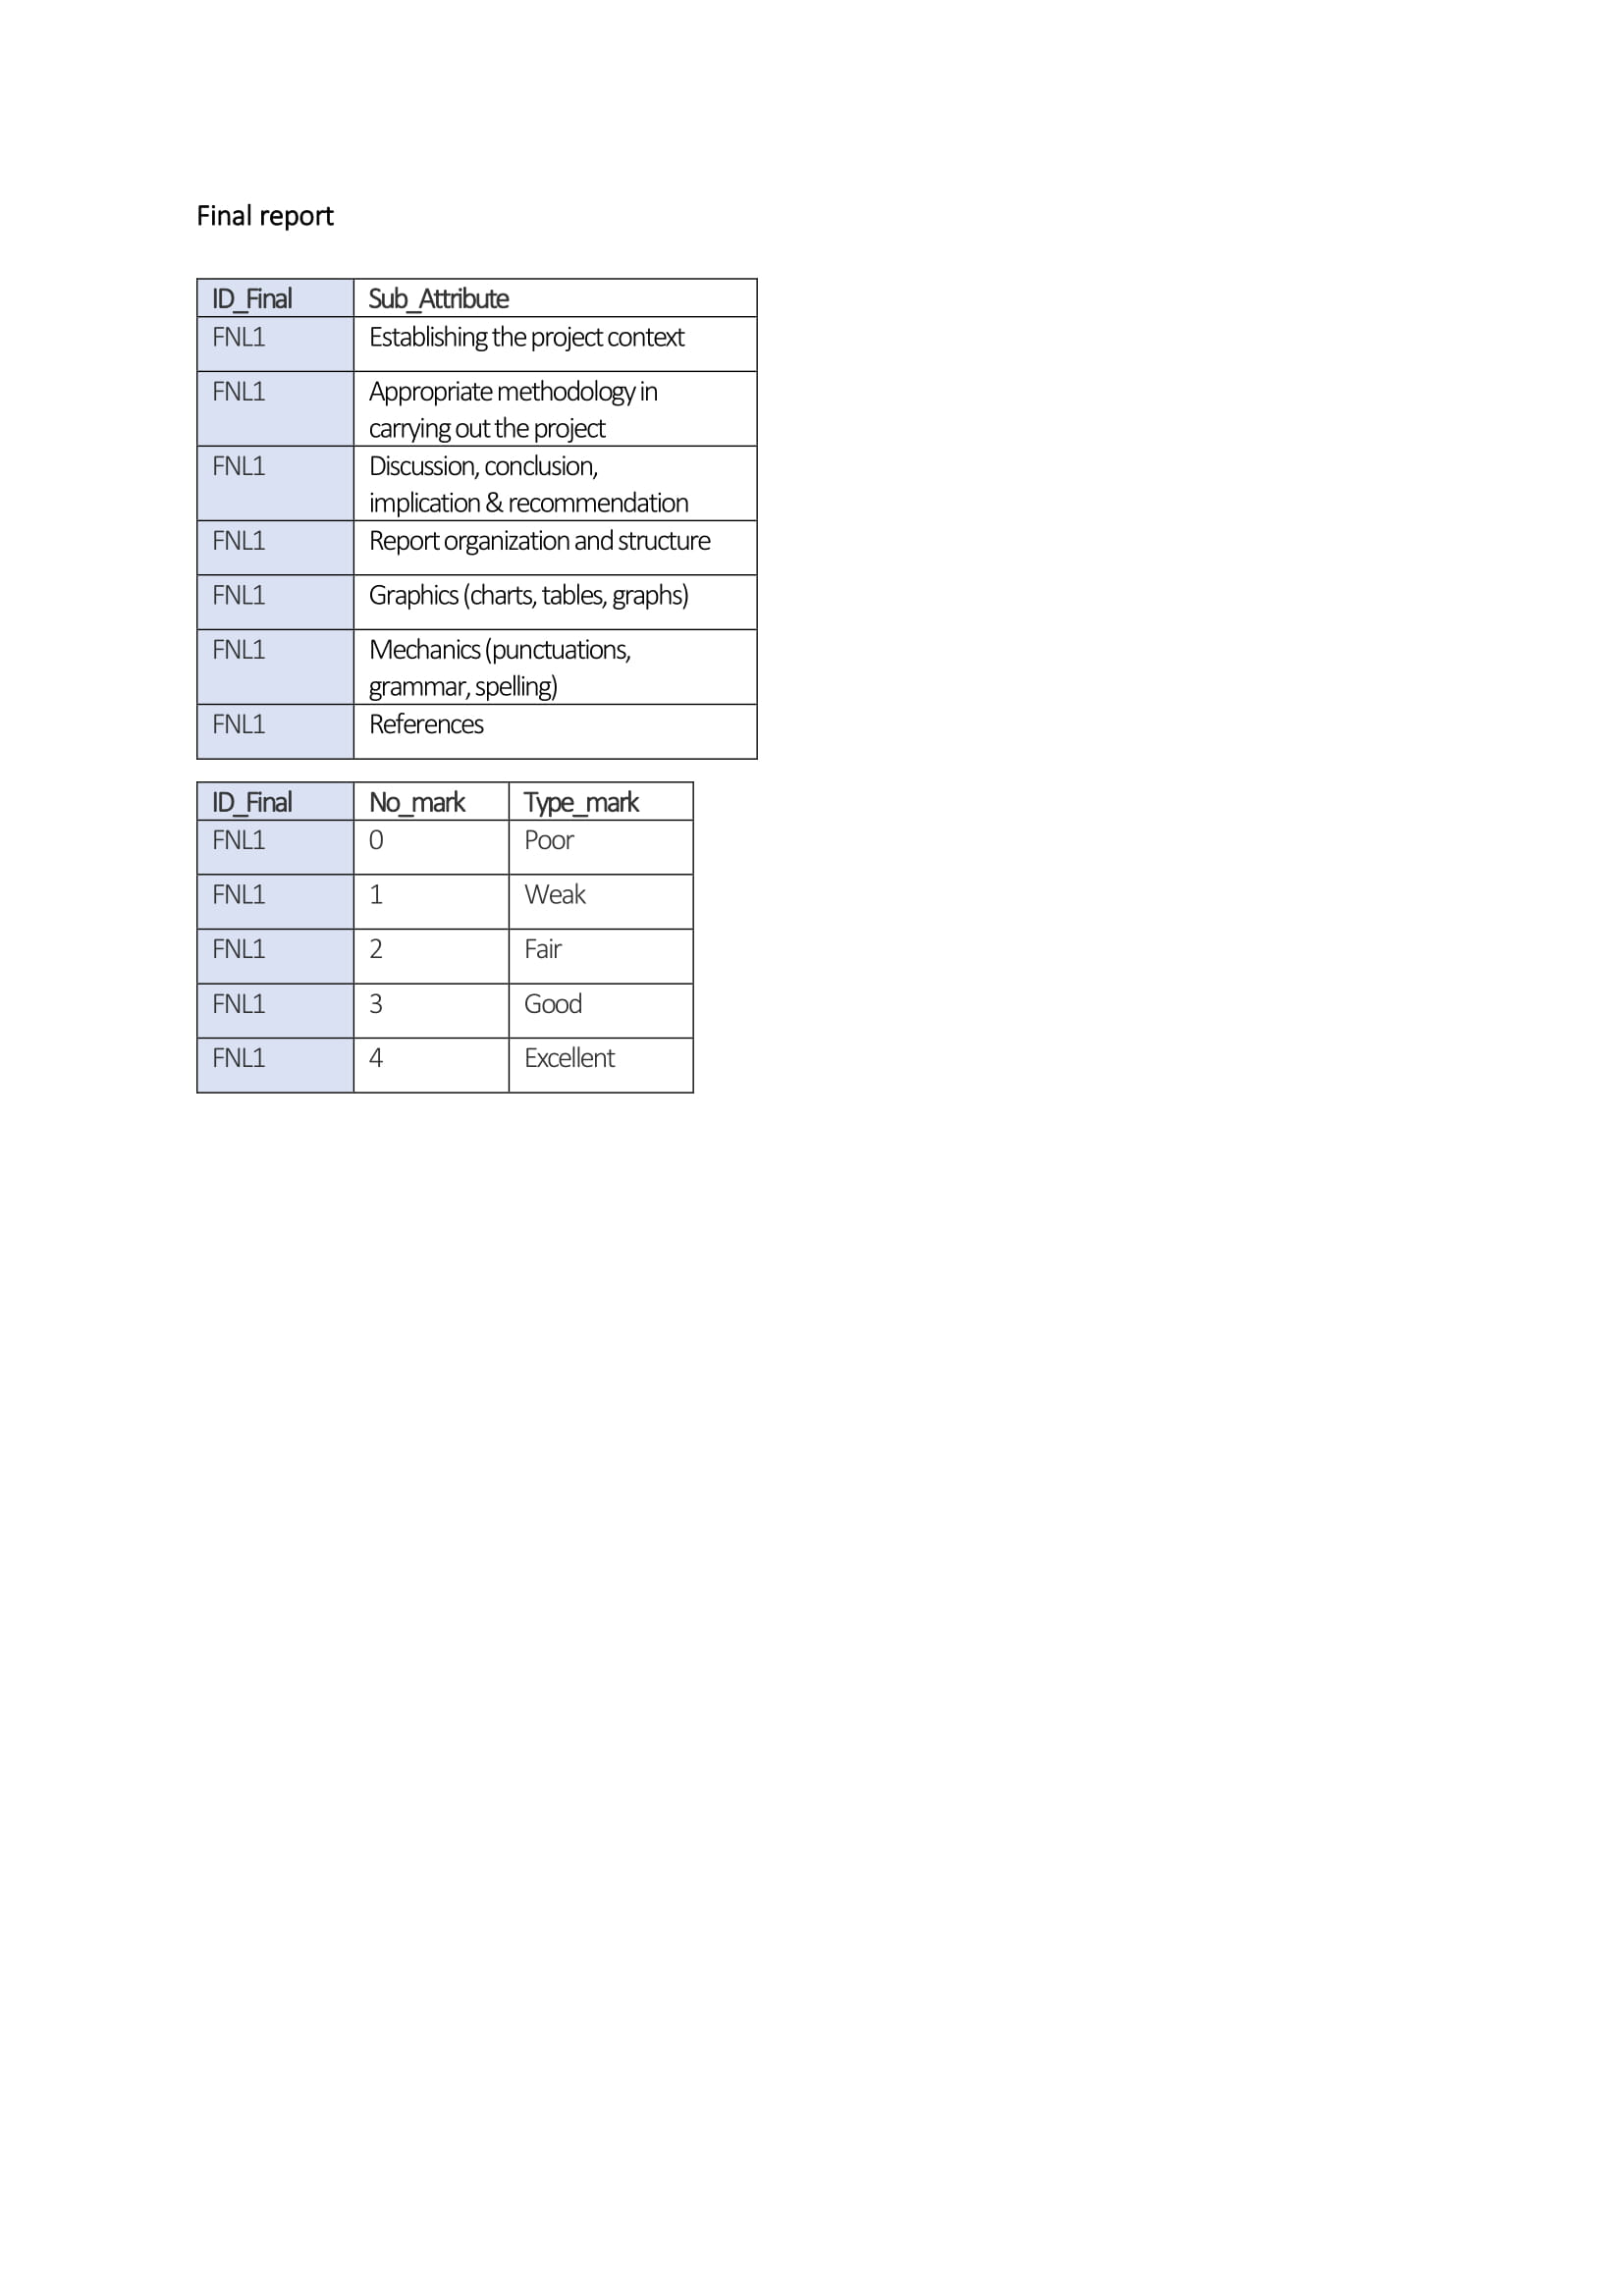 Final report
ID_Final Sub_Attribute
FNL1 Establishing the project context
FNL1 Appropriate methodology in
carrying out the project
FNL1 Discussion, conclusion,
implication & recommendation
FNL1 Report organization and structure
FNL1 Graphics (charts, tables, graphs)
FNL1 Mechanics (punctuations,
grammar, spelling)
FNL1 References
ID_Final No_mark Type_mark
FNL1 0 Poor
FNL1 1 Weak
FNL1 2 Fair
FNL1 3 Good
FNL1 4 Excellent